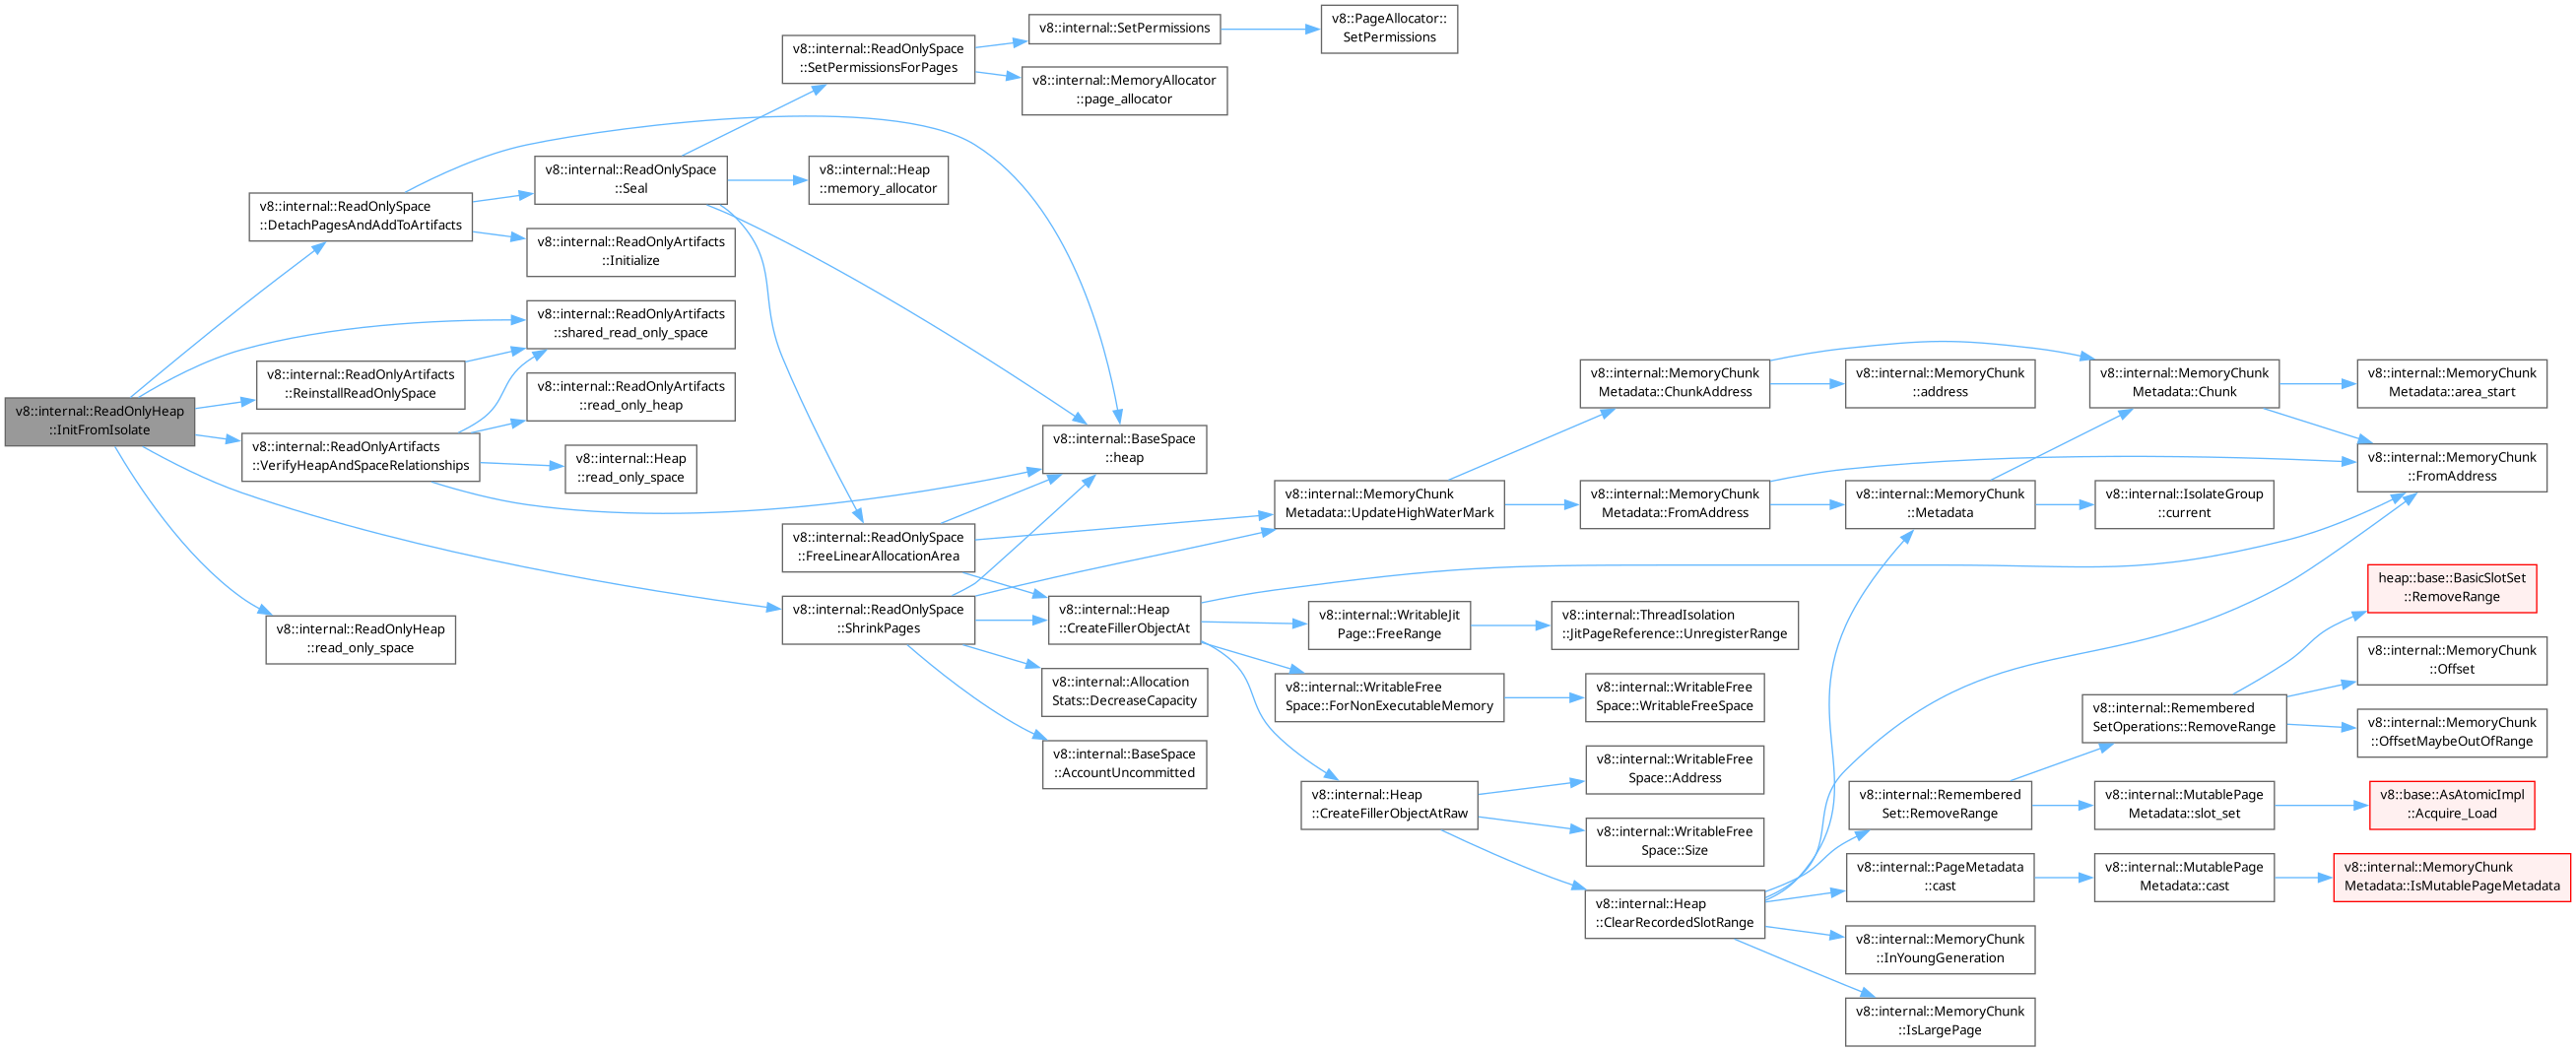 v8::internal::ReadOnlyHeap
::InitFromIsolate
v8::internal::ReadOnlySpace
::DetachPagesAndAddToArtifacts
v8::internal::ReadOnlySpace
::Seal
v8::internal::ReadOnlySpace
::SetPermissionsForPages
v8::internal::SetPermissions
v8::PageAllocator::
SetPermissions
v8::internal::MemoryAllocator
::page_allocator
v8::internal::Heap
::memory_allocator
v8::internal::ReadOnlyArtifacts
::Initialize
v8::internal::ReadOnlyArtifacts
::shared_read_only_space
v8::internal::ReadOnlyArtifacts
::ReinstallReadOnlySpace
v8::internal::ReadOnlyArtifacts
::read_only_heap
v8::internal::ReadOnlyArtifacts
::VerifyHeapAndSpaceRelationships
v8::internal::Heap
::read_only_space
v8::internal::ReadOnlyHeap
::read_only_space
v8::internal::BaseSpace
::heap
v8::internal::ReadOnlySpace
::FreeLinearAllocationArea
v8::internal::ReadOnlySpace
::ShrinkPages
v8::internal::Heap
::CreateFillerObjectAt
v8::internal::Allocation
Stats::DecreaseCapacity
v8::internal::BaseSpace
::AccountUncommitted
v8::internal::MemoryChunk
Metadata::UpdateHighWaterMark
v8::internal::MemoryChunk
Metadata::ChunkAddress
v8::internal::MemoryChunk
::address
v8::internal::MemoryChunk
Metadata::Chunk
v8::internal::MemoryChunk
Metadata::area_start
v8::internal::MemoryChunk
::FromAddress
v8::internal::MemoryChunk
Metadata::FromAddress
v8::internal::MemoryChunk
::Metadata
v8::internal::IsolateGroup
::current
v8::internal::WritableJit
Page::FreeRange
v8::internal::ThreadIsolation
::JitPageReference::UnregisterRange
v8::internal::WritableFree
Space::ForNonExecutableMemory
v8::internal::WritableFree
Space::WritableFreeSpace
v8::internal::Heap
::CreateFillerObjectAtRaw
v8::internal::WritableFree
Space::Address
v8::internal::WritableFree
Space::Size
v8::internal::Heap
::ClearRecordedSlotRange
v8::internal::Remembered
Set::RemoveRange
v8::internal::Remembered
SetOperations::RemoveRange
heap::base::BasicSlotSet
::RemoveRange
v8::internal::MemoryChunk
::Offset
v8::internal::MemoryChunk
::OffsetMaybeOutOfRange
v8::internal::MutablePage
Metadata::slot_set
v8::base::AsAtomicImpl
::Acquire_Load
v8::internal::PageMetadata
::cast
v8::internal::MutablePage
Metadata::cast
v8::internal::MemoryChunk
Metadata::IsMutablePageMetadata
v8::internal::MemoryChunk
::InYoungGeneration
v8::internal::MemoryChunk
::IsLargePage